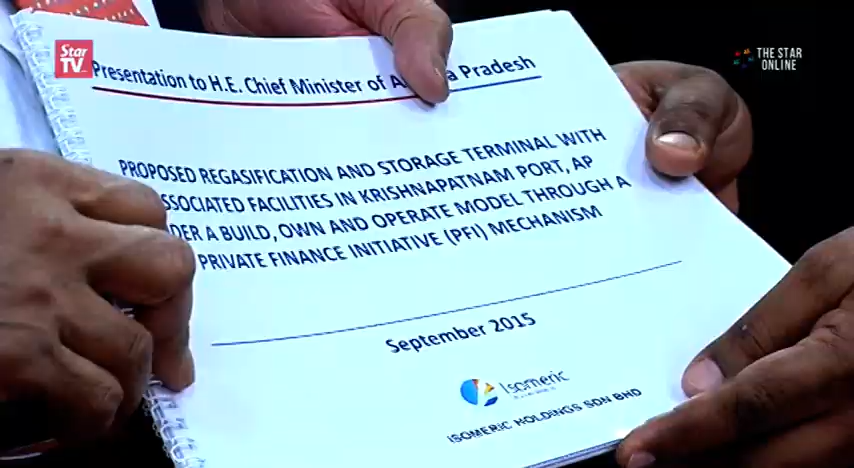 Star
TV
THE STAR
ONLINE
Presentation to H.E. Chief Minister of Pradesh
PROPOSED REGASIFICATION AND STORAGE TERMINAL WITH
SSOCIATED FACILITIES IN KRISHNAPATNAM PORT, AP
DER A BUILD, OWN AND OPERATE MODEL THROUGH A
PRIVATE FINANCE INITIATIVE (PFI) MECHANISM
September 2015
Isomeric
ISOMERIC HOLDINGS SDN BHD